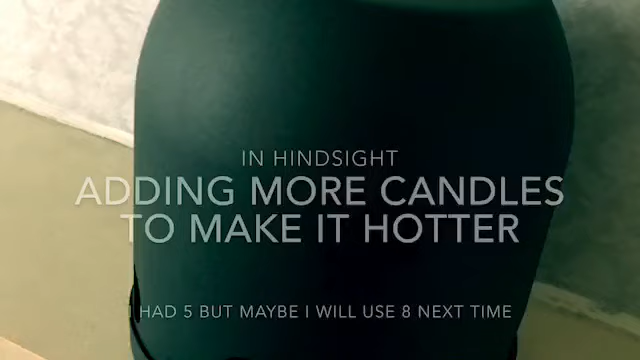 IN HINDSIGHT
ADDING MORE CANDLES
TO MAKE IT HOTTER
I HAD 5 BUT MAYBE I WILL USE 8 NEXT TIME